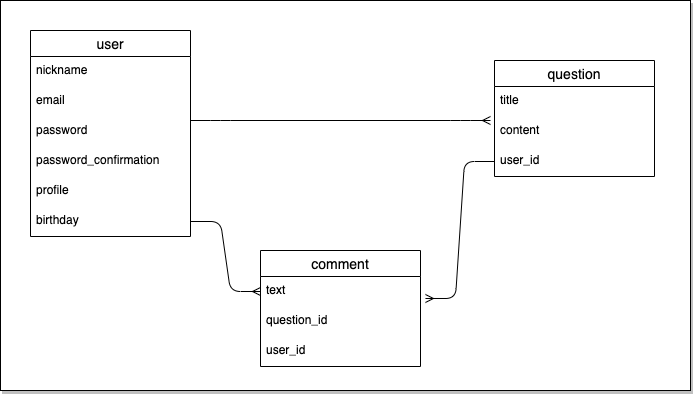 user
nickname
email
password
password_confirmation
profile
birthday
question
title
content
user_id
comment
text
question_id
user_id